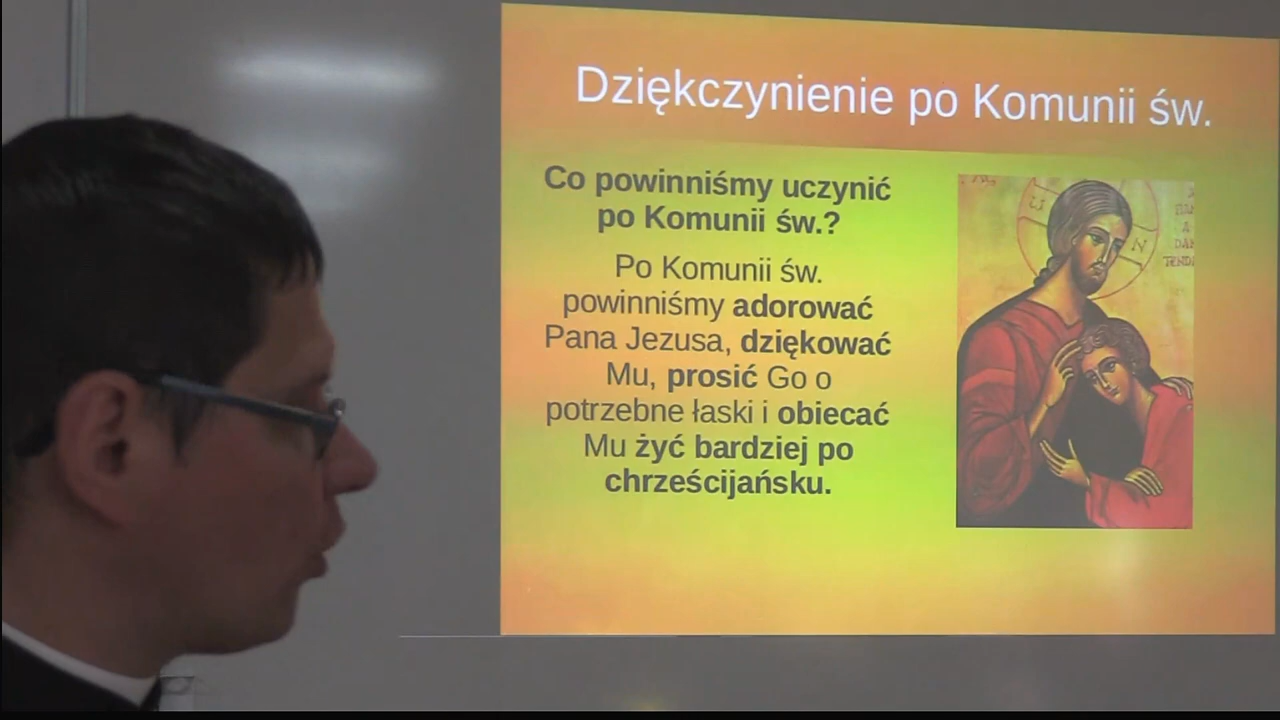 Dziękczynienie po Komunii św.
Co powinniśmy uczynić
po Komunii św.?
Po Komunii św.
powinniśmy adorować
Pana Jezusa, dziękować
Mu, prosić Go o
potrzebne łaski i obiecać
Mu żyć bardziej po
chrześcijańsku.
N